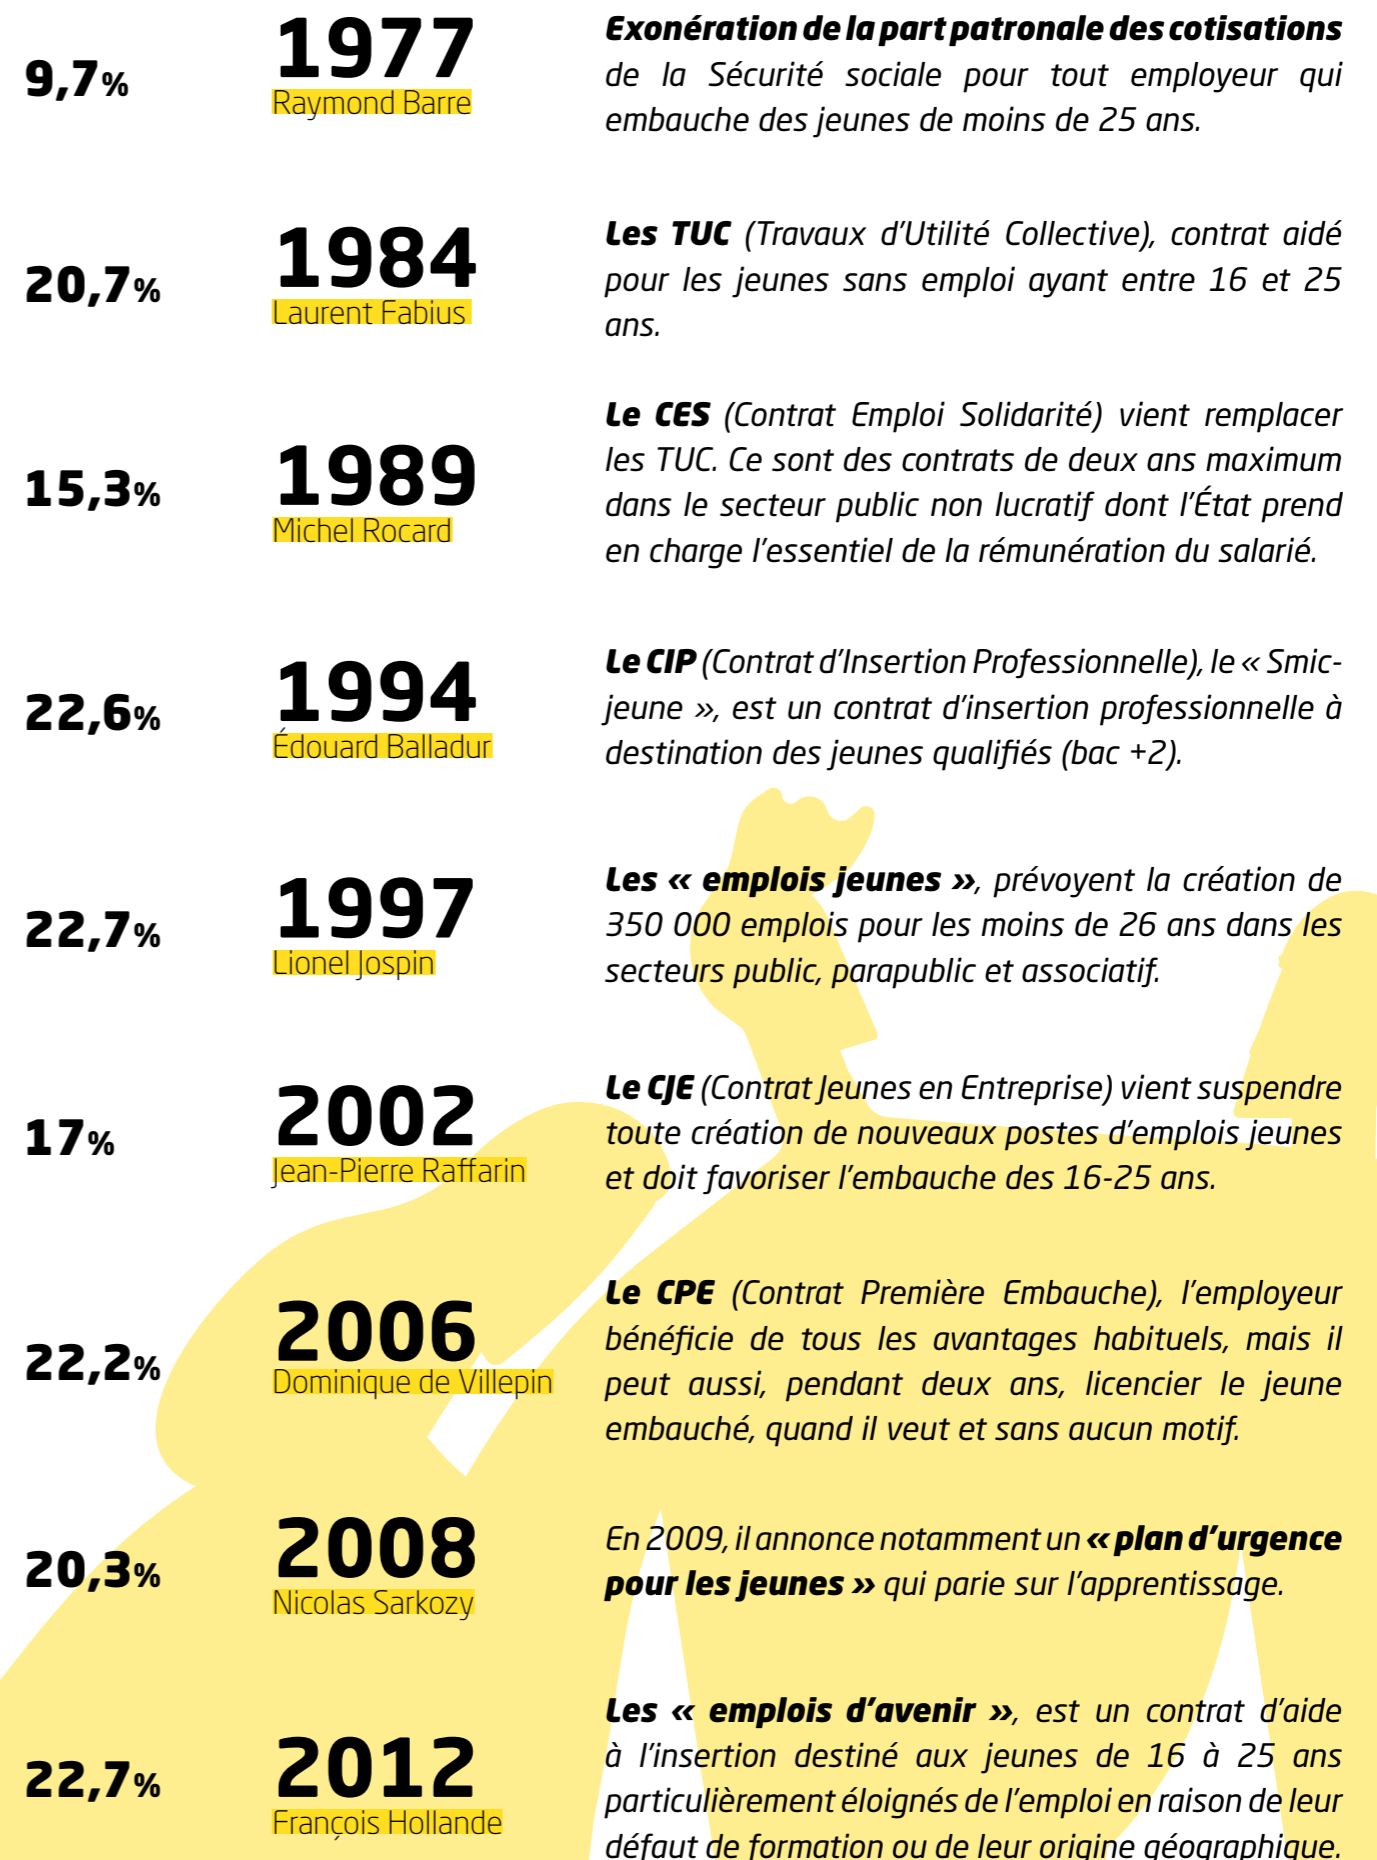 9,7%
1977
Raymond Barre
Exonération de la part patronale des cotisations
de la Sécurité sociale pour tout employeur qui
embauche des jeunes de moins de 25 ans.
20,7%
1984
Laurent Fabius
Les TUC (Travaux d'Utilité Collective), contrat aidé
pour les jeunes sans emploi ayant entre 16 et 25
ans.
15,3%
1989
Michel Rocard
Le CES (Contrat Emploi Solidarité) vient remplacer
les TUC. Ce sont des contrats de deux ans maximum
dans le secteur public non lucratif dont l'État prend
en charge l'essentiel de la rémunération du salarié.
22,6%
1994
Édouard Balladur
Le CIP (Contrat d'Insertion Professionnelle), le « Smic-
jeune », est un contrat d'insertion professionnelle à
destination des jeunes qualifiés (bac +2).
22,7%
1997
Lionel Jospin
Les « emplois jeunes », prévoyent la création de
350 000 emplois pour les moins de 26 ans dans les
secteurs public, parapublic et associatif.
17%
2002
Jean-Pierre Raffarin
Le CJE (Contrat Jeunes en Entreprise) vient suspendre
toute création de nouveaux postes d'emplois jeunes
et doit favoriser l'embauche des 16-25 ans.
22,2%
2006
Dominique de Villepin
Le CPE (Contrat Première Embauche), l'employeur
bénéficie de tous les avantages habituels, mais il
peut aussi, pendant deux ans, licencier le jeune
embauché, quand il veut et sans aucun motif.
20,3%
2008
Nicolas Sarkozy
En 2009, il annonce notamment un « plan d'urgence
pour les jeunes » qui parie sur l'apprentissage.
22,7%
2012
François Hollande
Les « emplois d'avenir », est un contrat d'aide
à l'insertion destiné aux jeunes de 16 à 25 ans
particulièrement éloignés de l'emploi en raison de leur
défaut de formation ou de leur origine géographique.